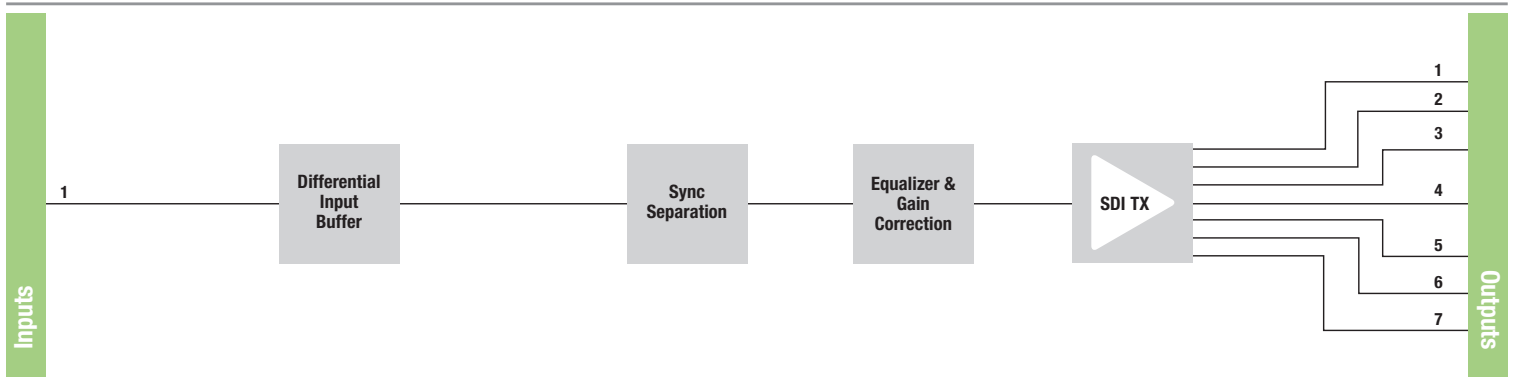 Inputs
1
Differential
Input
Buffer
Sync
Separation
Equalizer &
Gain
Correction
SDI TX
1
2
3
4
5
6
7
Outputs